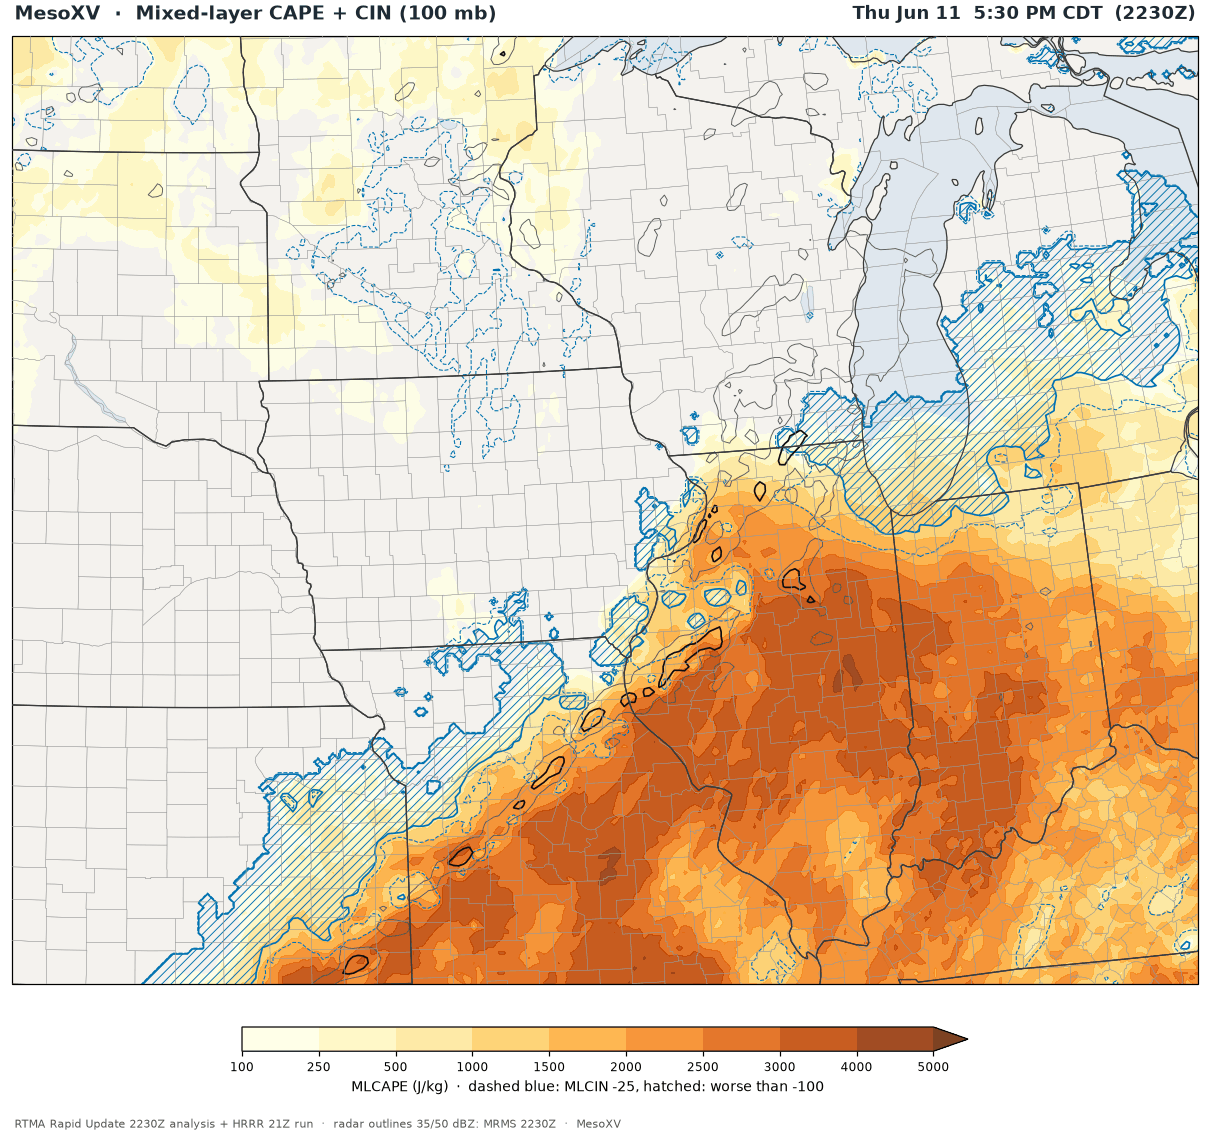 MesoXV · Mixed-layer CAPE + CIN (100 mb)
Thu Jun 11 5:30 PM CDT (2230Z)
100 250 500 1000 1500 2000 2500 3000 4000 5000
MLCAPE (J/kg) · dashed blue: MLCIN -25, hatched: worse than -100
RTMA Rapid Update 2230Z analysis + HRRR 21Z run · radar outlines 35/50 dBZ: MRMS 2230Z · MesoXV